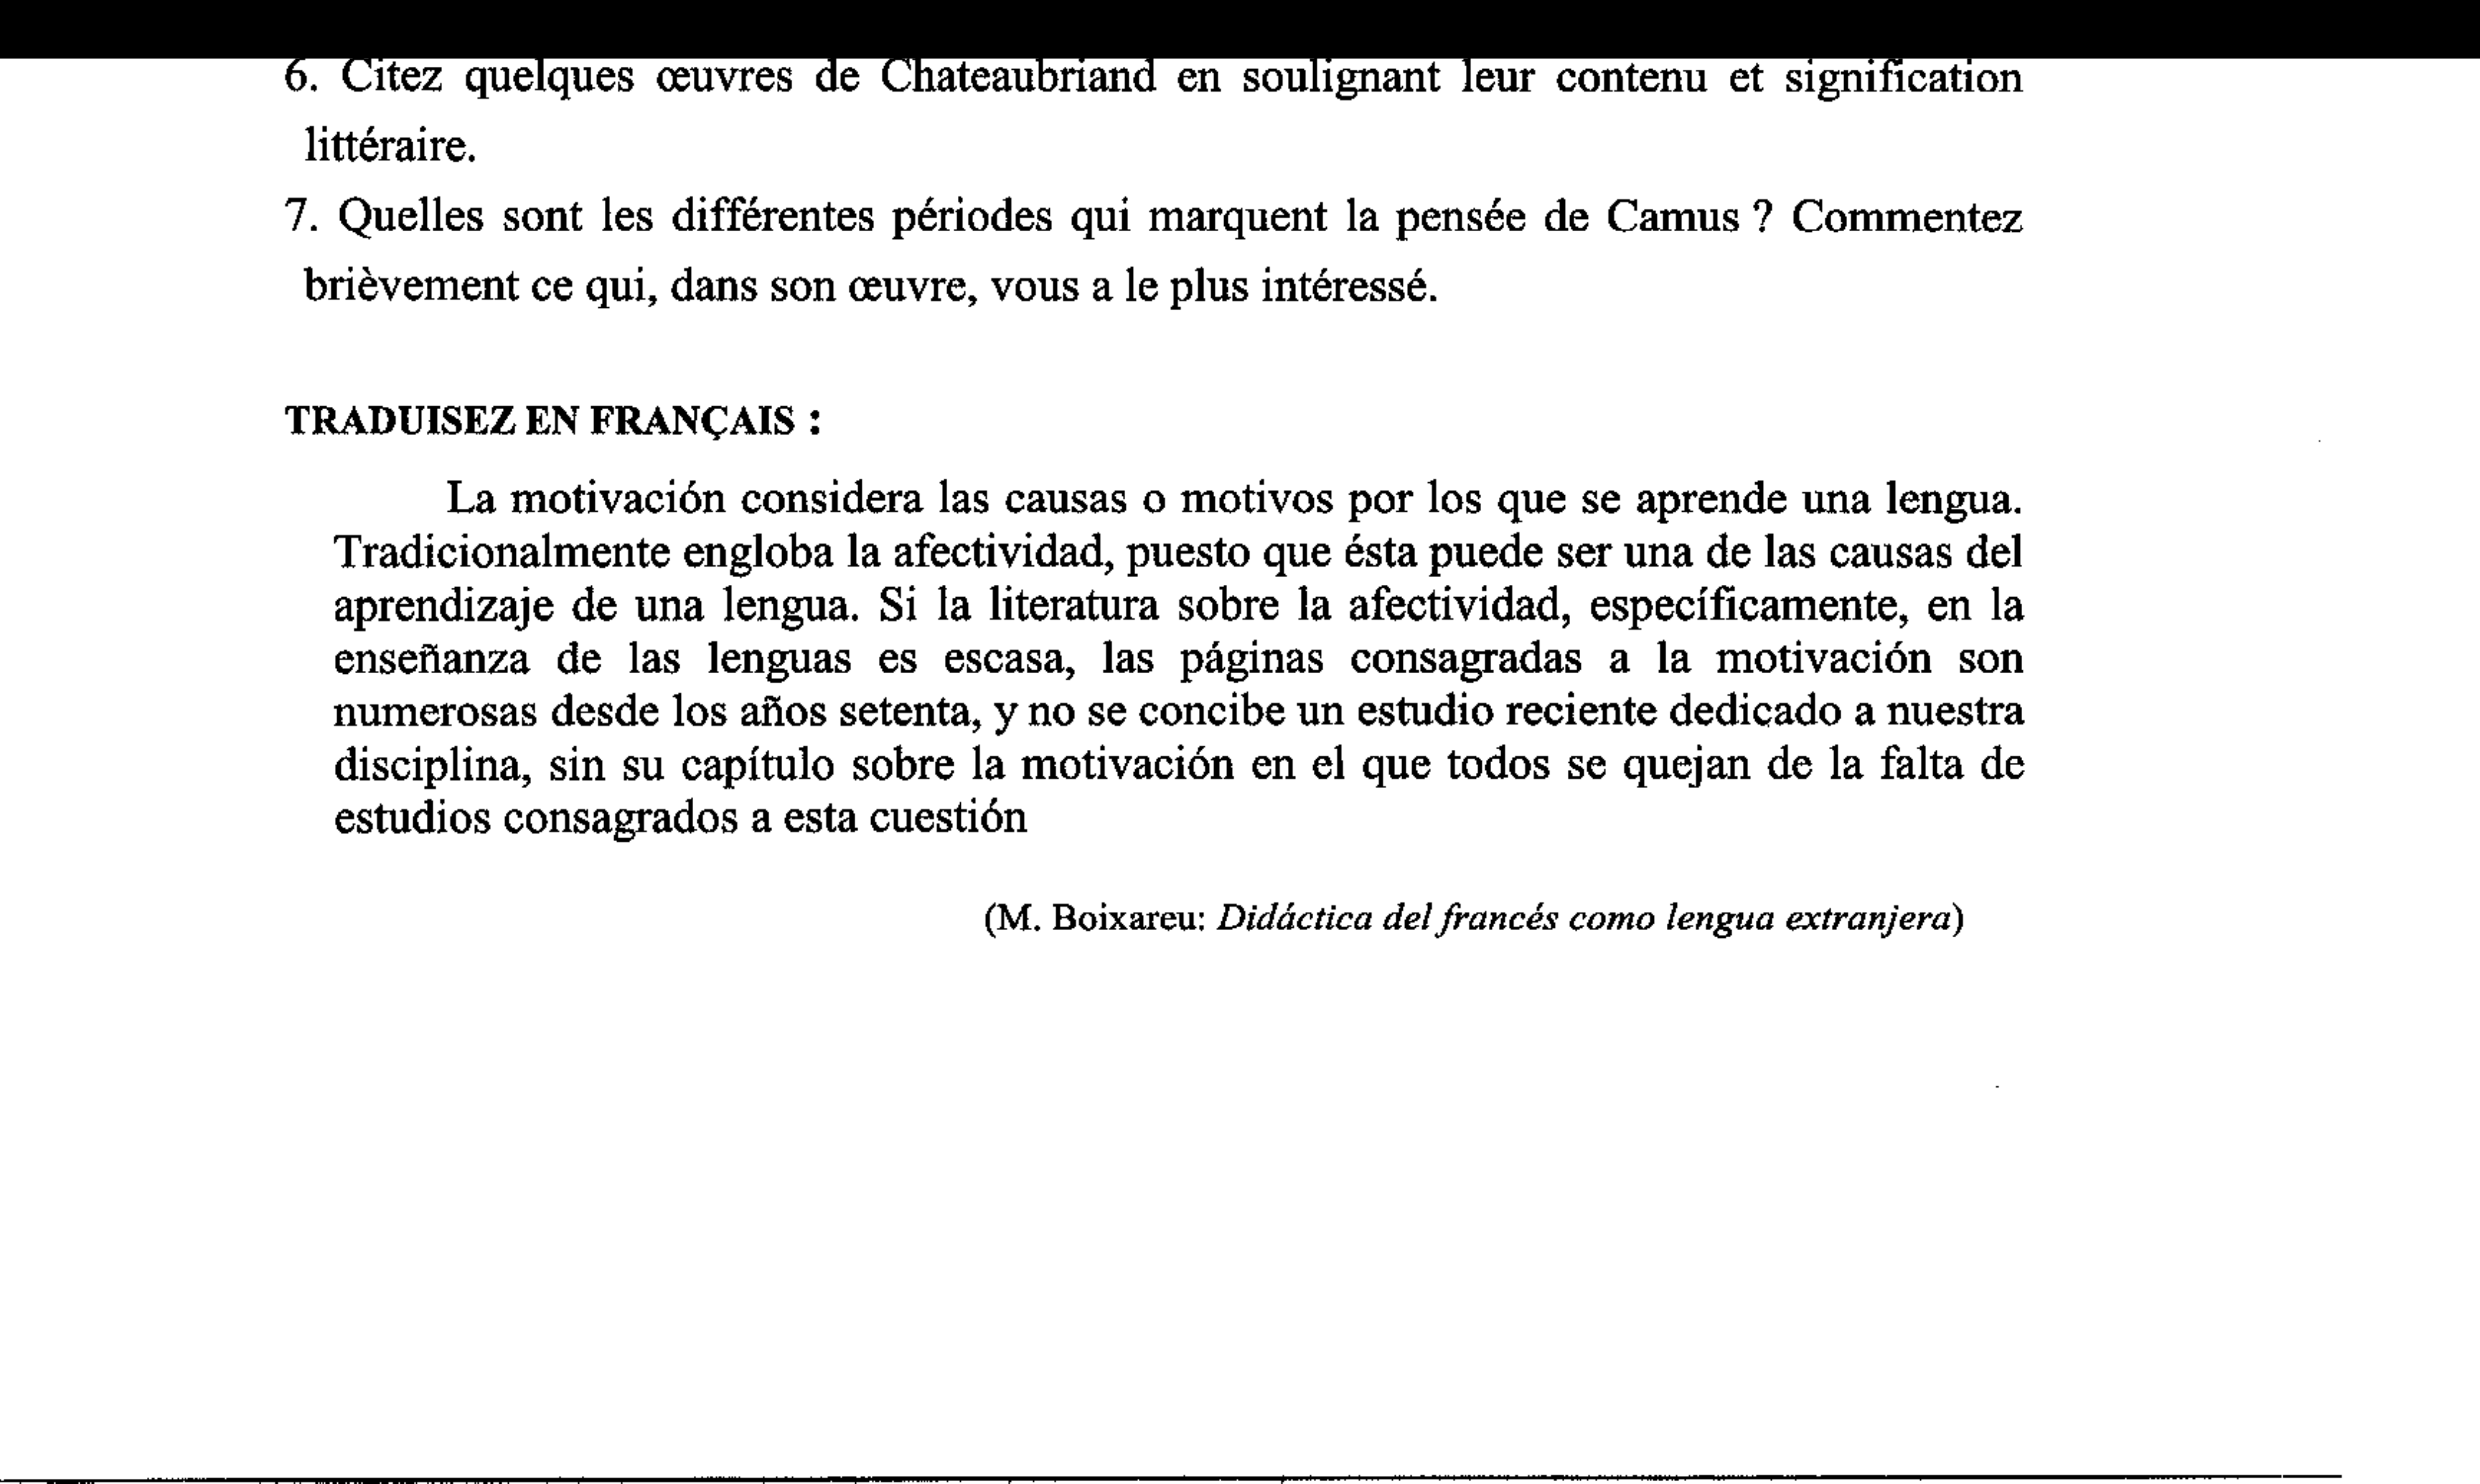 6. Citez quelques œuvres de Chateaubriand en soulignant leur contenu et signification
littéraire.
7. Quelles sont les différentes périodes qui marquent la pensée de Camus ? Commentez
brièvement ce qui, dans son œuvre, vous a le plus intéressé.
TRADUISEZ EN FRANÇAIS :
La motivación considera las causas o motivos por los que se aprende una lengua.
Tradicionalmente engloba la afectividad, puesto que ésta puede ser una de las causas del
aprendizaje de una lengua. Si la literatura sobre la afectividad, específicamente, en la
enseñanza de las lenguas es escasa, las páginas consagradas a la motivación son
numerosas desde los años setenta, y no se concibe un estudio reciente dedicado a nuestra
disciplina, sin su capítulo sobre la motivación en el que todos se quejan de la falta de
estudios consagrados a esta cuestión
(M. Boixareu: Didáctica del francés como lengua extranjera)